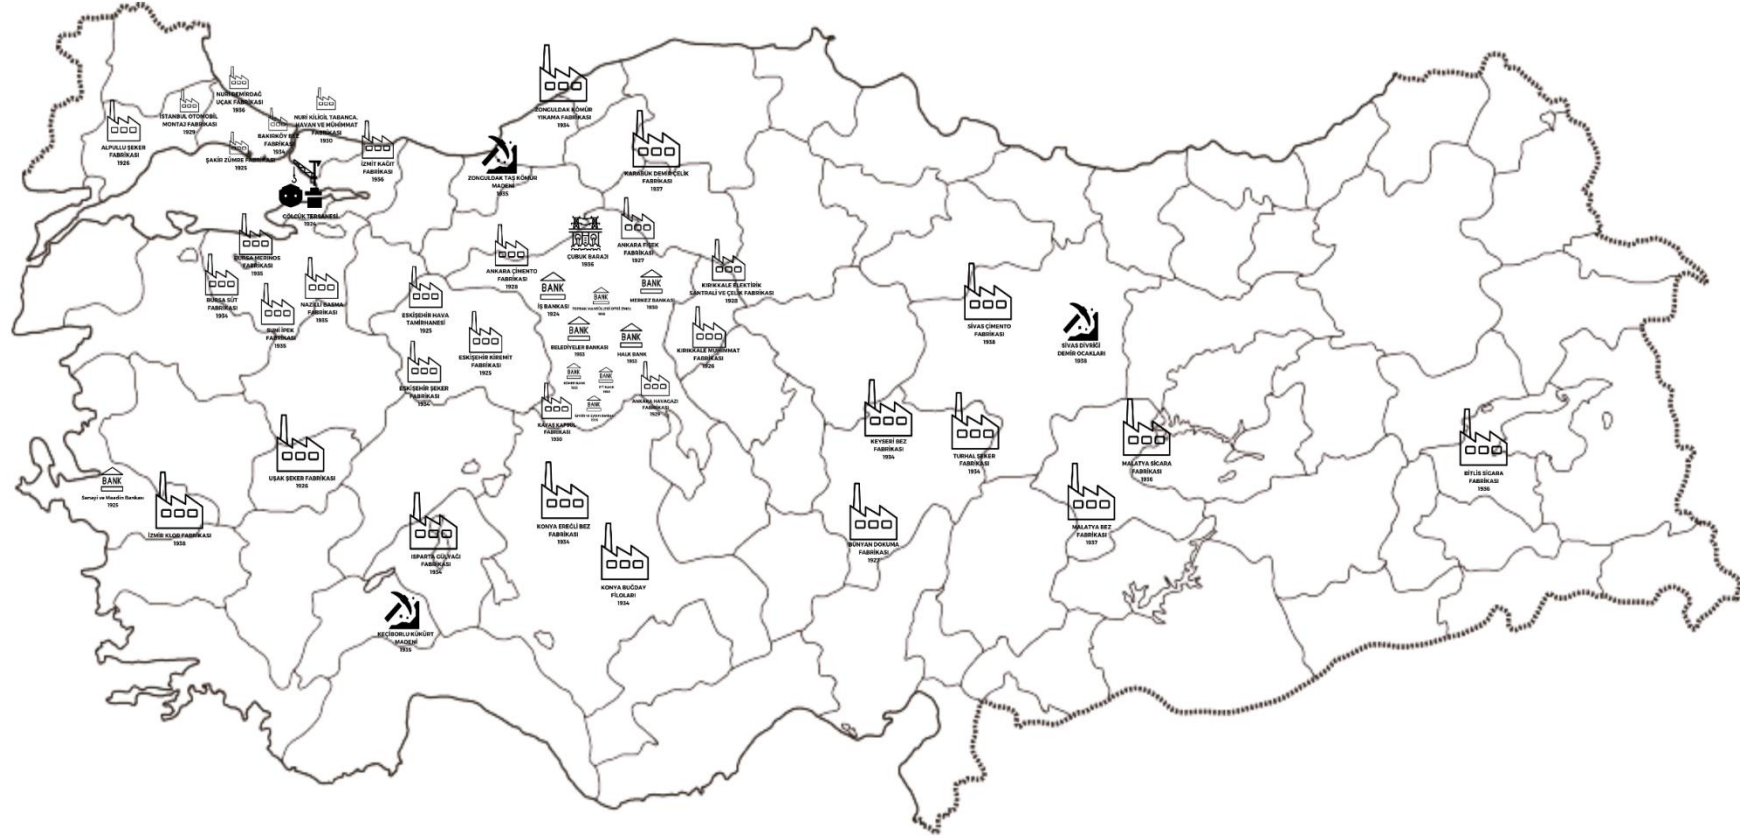 NURİ DEMİRDAĞ
UÇAK FABRİKASI
1936
İSTANBUL OTOMOBİL
MONTAJ FABRİKASI
1929
NURİ KİLİGİL TABANCA,
HAVAN VE MÜHİMMAT
FABRİKASI
1930
BAKIRKÖY BEZ
FABRİKASI
1934
ŞAKİR ZÜMRE FABRİKASI
1925
ALPULLU ŞEKER
FABRİKASI
1926
İZMİT KAĞIT
FABRİKASI
1936
GÖLCÜK TERSANESİ
1924
ZONGULDAK KÖMÜR
YIKAMA FABRİKASI
1934
ZONGULDAK TAŞ KÖMÜR
MADENİ
1935
KARABÜK DEMİR ÇELİK
FABRİKASI
1937
BURSA MERİNOS
FABRİKASI
1935
BURSA SÜT
FABRİKASI
1934
SUNİ İPEK
FABRİKASI
1935
NAZİLLİ BASMA
FABRİKASI
1935
ESKİŞEHİR HAVA
TAMİRHANESİ
1925
ESKİŞEHİR KİREMİT
FABRİKASI
1925
ESKİŞEHİR ŞEKER
FABRİKASI
1934
ANKARA ÇİMENTO
FABRİKASI
1928
ÇUBUK BARAJI
1936
ANKARA FİŞEK
FABRİKASI
1927
KIRIKKALE ELEKTİRİK
SANTRALİ VE ÇELİK FABRİKASI
1928
BANK
İŞ BANKASI
1924
BANK
BANK
MERKEZ BANKASI
BANK
BELEDİYELER BANKASI
1933
BANK
HALK BANK
1933
KIRIKKALE MÜHİMMAT
FABRİKASI
1926
BANK
BANK
BANK
ANKARA HAVAGAZI
FABRİKASI
1929
KAYAŞ KAPSÜL
FABRİKASI
1930
SİVAS ÇİMENTO
FABRİKASI
1938
SİVAS DİVRİĞİ
DEMİR OCAKLARI
1938
KEYSERİ BEZ
FABRİKASI
1934
TURHAL ŞEKER
FABRİKASI
1934
MALATYA SİGARA
FABRİKASI
1936
BİTLİS SİGARA
FABRİKASI
1936
MALATYA BEZ
FABRİKASI
1937
BÜNYAN DOKUMA
FABRİKASI
1927
UŞAK ŞEKER FABRİKASI
1926
BANK
Sanayi ve Maadin Bankası
1925
İZMİR KLOR FABRİKASI
1938
ISPARTA GÜLYAĞI
FABRİKASI
1934
KONYA EREĞLİ BEZ
FABRİKASI
1934
KONYA BUĞDAY
FİLOLARI
1934
KEÇİBORLU KÜKÜRT
MADENİ
1935